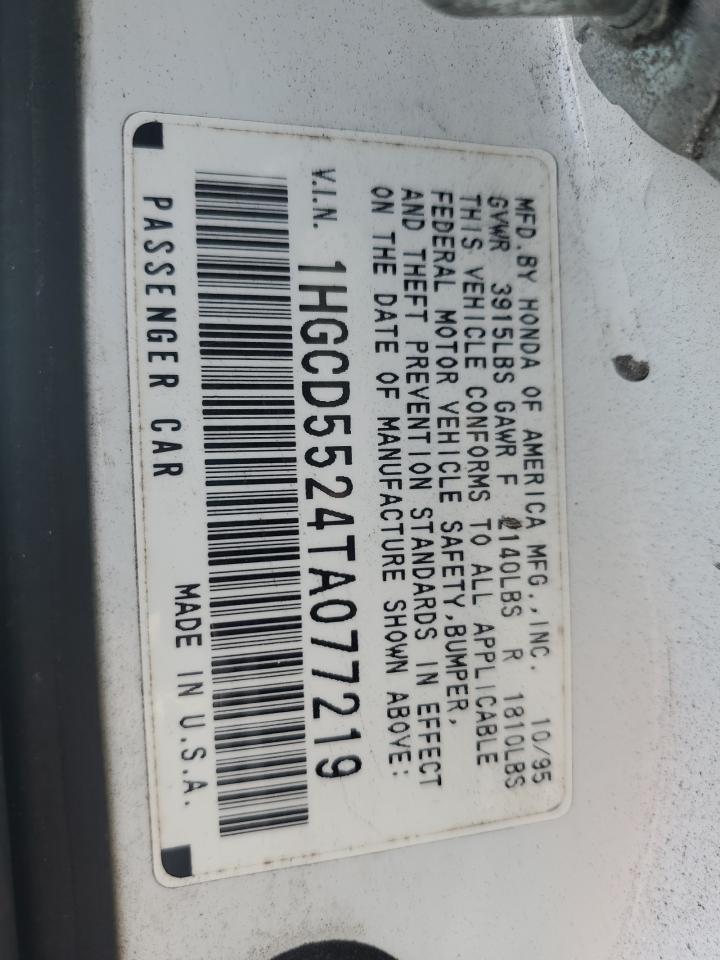 MFD.BY HONDA OF AMERICA MFG.,INC. 10/95
GVWR 3915LBS GAWR F 2140LBS R 1810LBS
THIS VEHICLE CONFORMS TO ALL APPLICABLE
FEDERAL MOTOR VEHICLE SAFETY,BUMPER,
AND THEFT PREVENTION STANDARDS IN EFFECT
ON THE DATE OF MANUFACTURE SHOWN ABOVE:
V.I.N. 1HGCD5524TA077219
PASSENGER CAR MADE IN U.S.A.